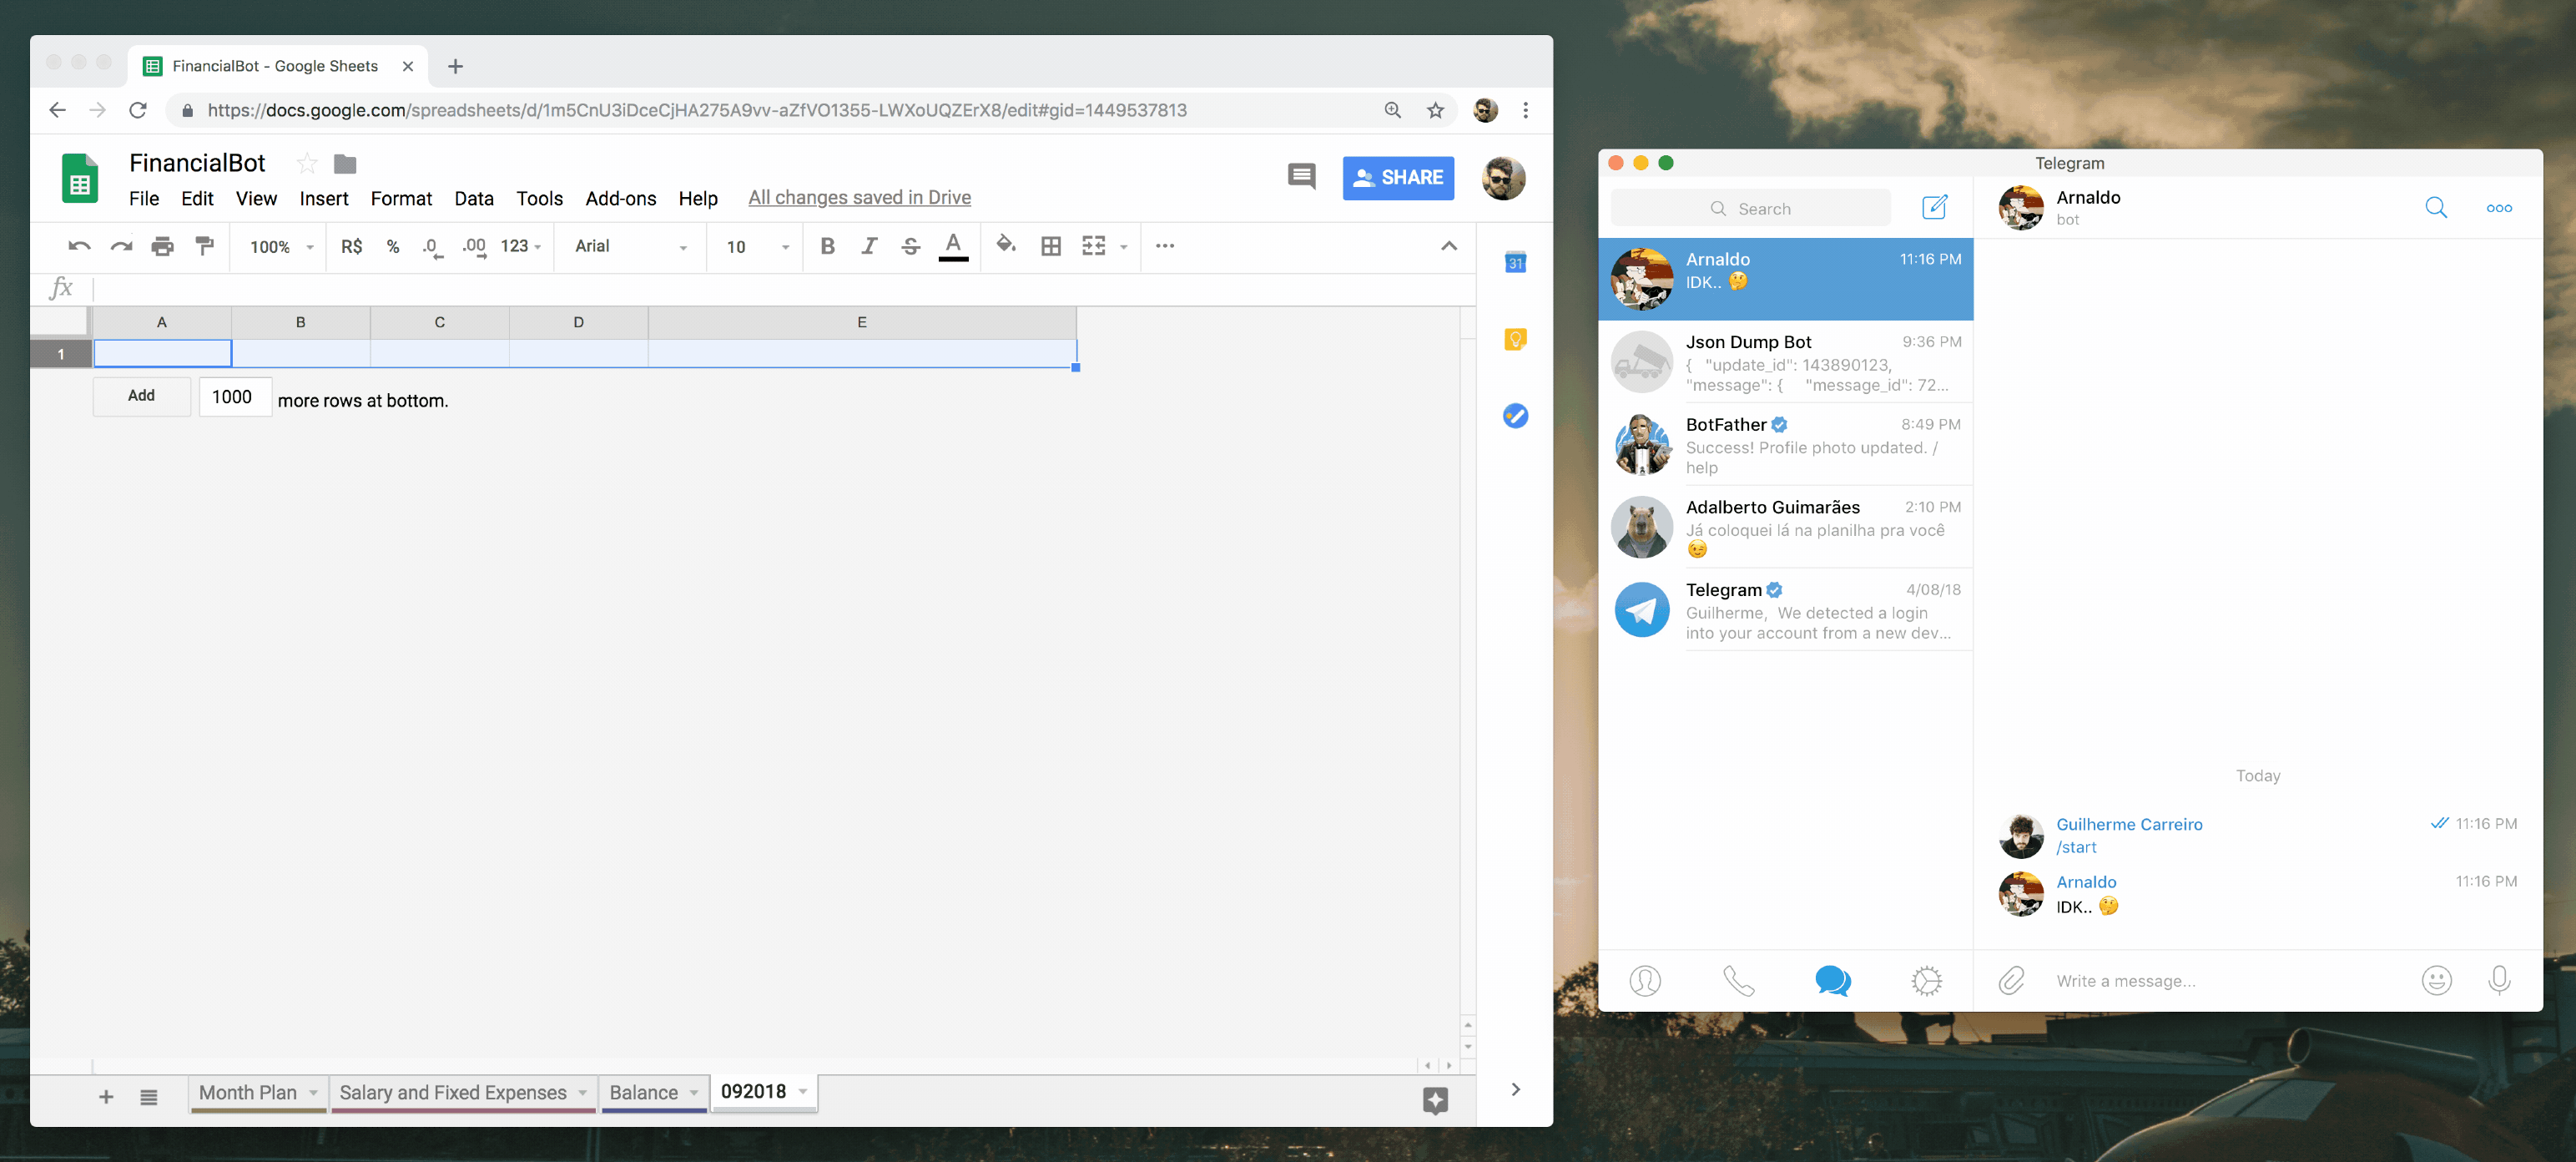 FinancialBot - Google Sheets
https://docs.google.com/spreadsheets/d/1m5CnU3iDceCjHA275A9vv-aZfVO1355-LWXoUQZErX8/edit#gid=1449537813
FinancialBot
SHARE
File Edit View Insert Format Data Tools Add-ons Help All changes saved in Drive
100% R$ % .0 .00 123 Arial 10 B I S A
31
fx
A B C D E
1
Add 1000 more rows at bottom.
Month Plan Salary and Fixed Expenses Balance 092018
Telegram
Search
Arnaldo 11:16 PM
IDK.. 🤔
Json Dump Bot 9:36 PM
{ "update_id": 143890123,
"message": { "message_id": 72...
BotFather 8:49 PM
Success! Profile photo updated. /
help
Adalberto Guimarães 2:10 PM
Já coloquei lá na planilha pra você
😉
Telegram 4/08/18
Guilherme, We detected a login
into your account from a new dev...
Arnaldo
bot
Today
Guilherme Carreiro 11:16 PM
/start
Arnaldo 11:16 PM
IDK.. 🤔
Write a message...